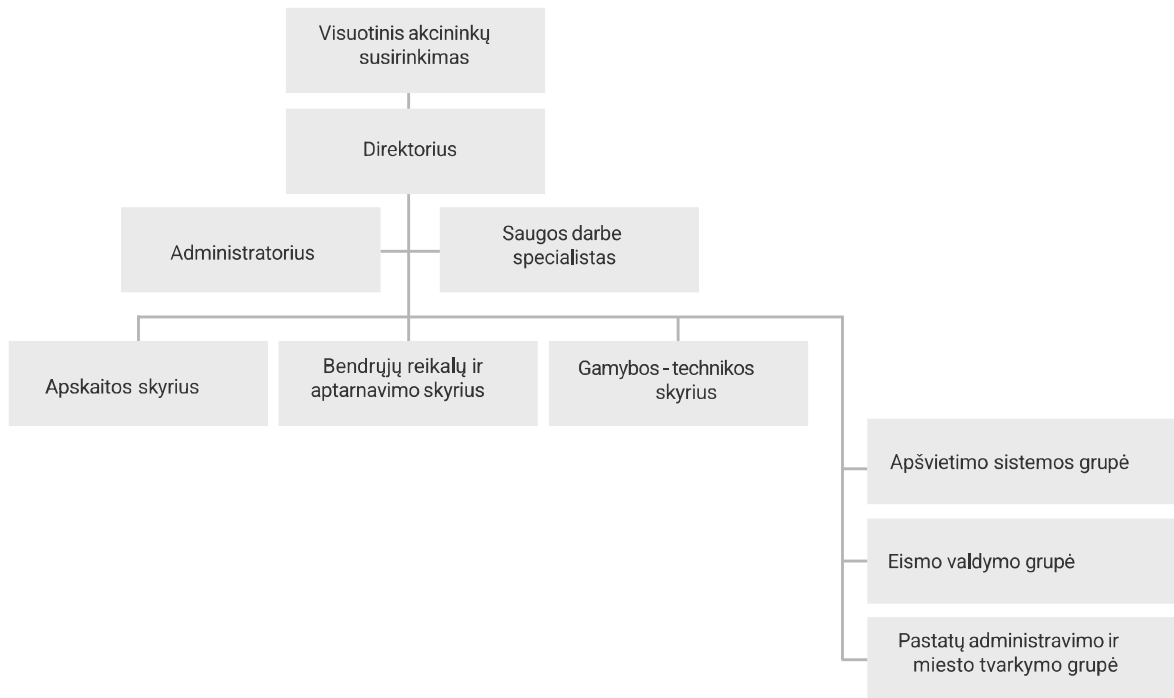 Visuotinis akcininkų
susirinkimas
Direktorius
Administratorius
Saugos darbe
specialistas
Apskaitos skyrius
Bendrųjų reikalų ir
aptarnavimo skyrius
Gamybos - technikos
skyrius
Apšvietimo sistemos grupė
Eismo valdymo grupė
Pastatų administravimo ir
miesto tvarkymo grupė